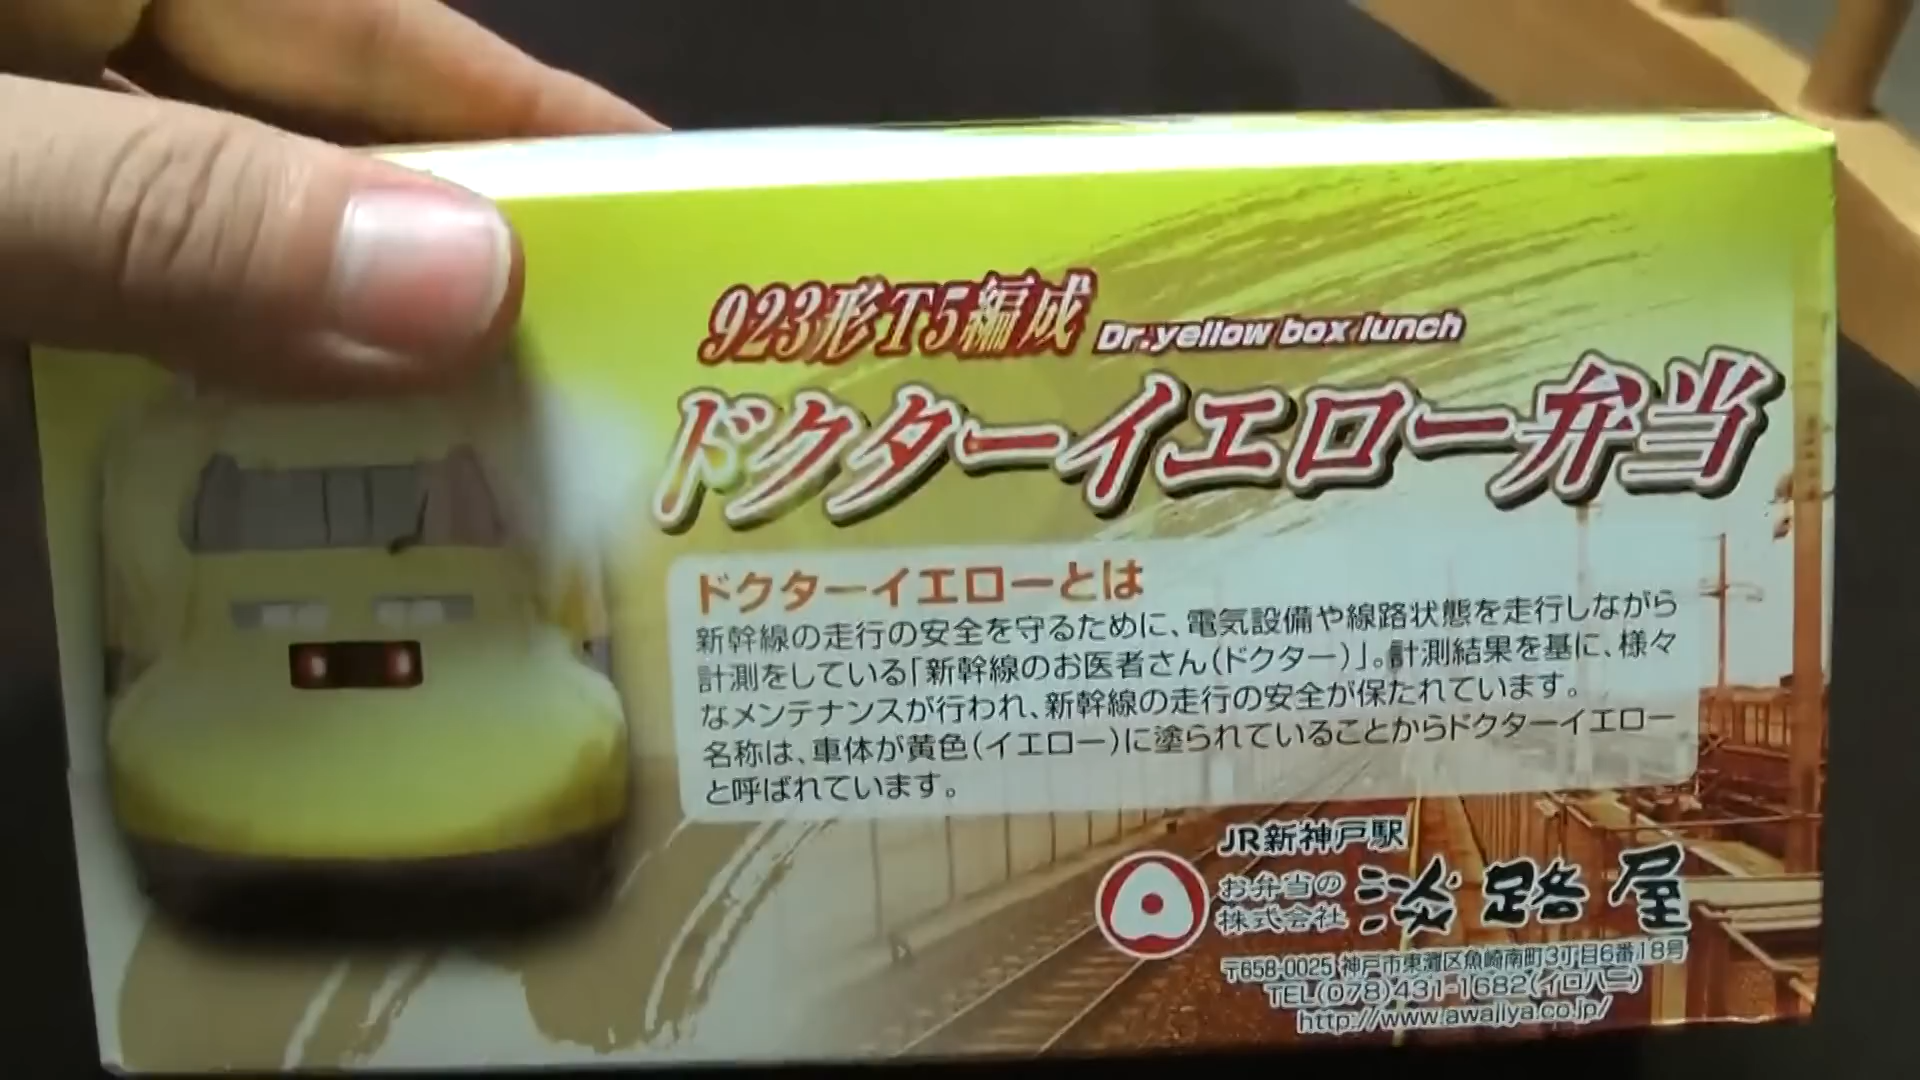 923形T5編成 Dr.yellow box lunch
ドクターイエロー弁当
ドクターイエローとは
新幹線の走行の安全を守るために、電気設備や線路状態を走行しながら
計測をしている「新幹線のお医者さん(ドクター)」。計測結果を基に、様々
なメンテナンスが行われ、新幹線の走行の安全が保たれています。
名称は、車体が黄色(イエロー)に塗られていることからドクターイエロー
と呼ばれています。
JR新神戸駅
お弁当の
株式会社 淡路屋
〒658-0025 神戸市東灘区魚崎南町3丁目6番18号
TEL(078)431-1682(イロハニ)
http://www.awajiya.co.jp/